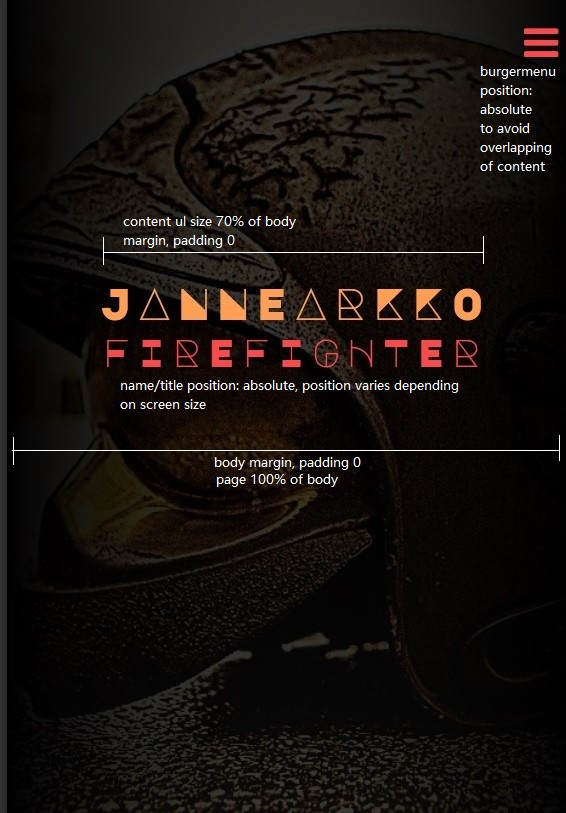 burgermenu
position:
absolute
to avoid
overlapping
of content
content ul size 70% of body
margin, padding 0
JANNEARKKO
FIREFIGHTER
name/title position: absolute, position varies depending
on screen size
body margin, padding 0
page 100% of body